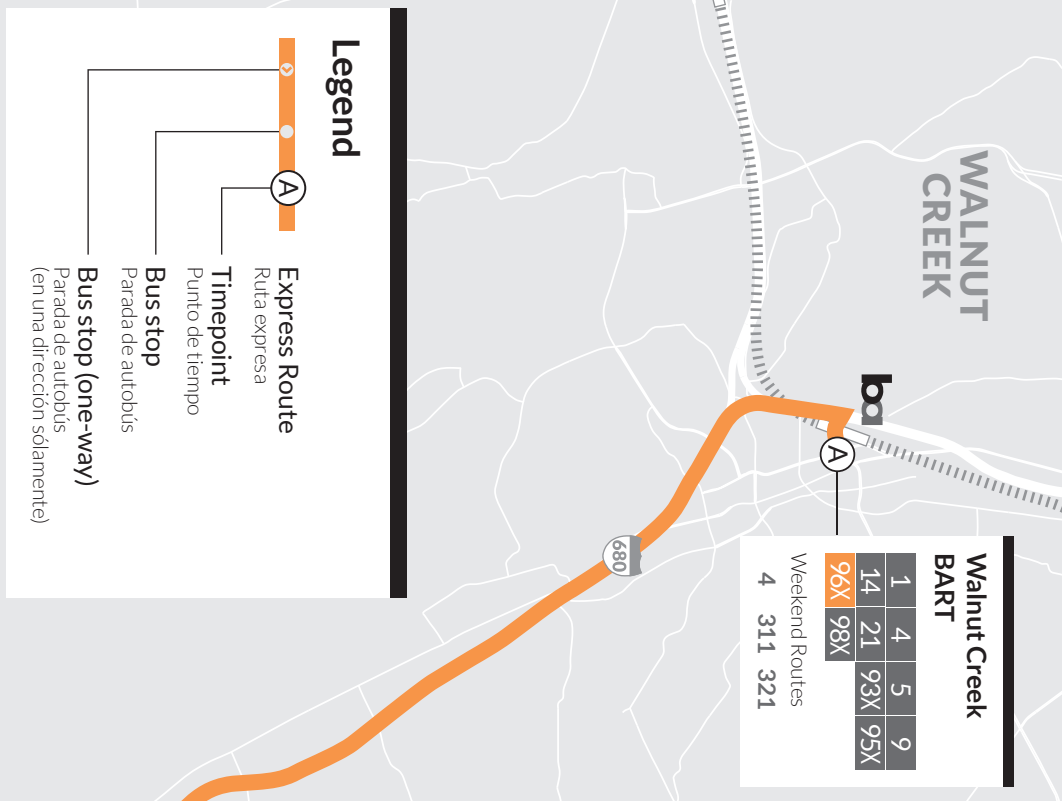 WALNUT
CREEK
ba
A
680
Walnut Creek
BART
1 4 5 9
14 21 93X 95X
96X 98X
Weekend Routes
4 311 321
Legend
A
Express Route
Ruta expresa
Timepoint
Punto de tiempo
Bus stop
Parada de autobús
Bus stop (one-way)
Parada de autobús
(en una dirección sólamente)